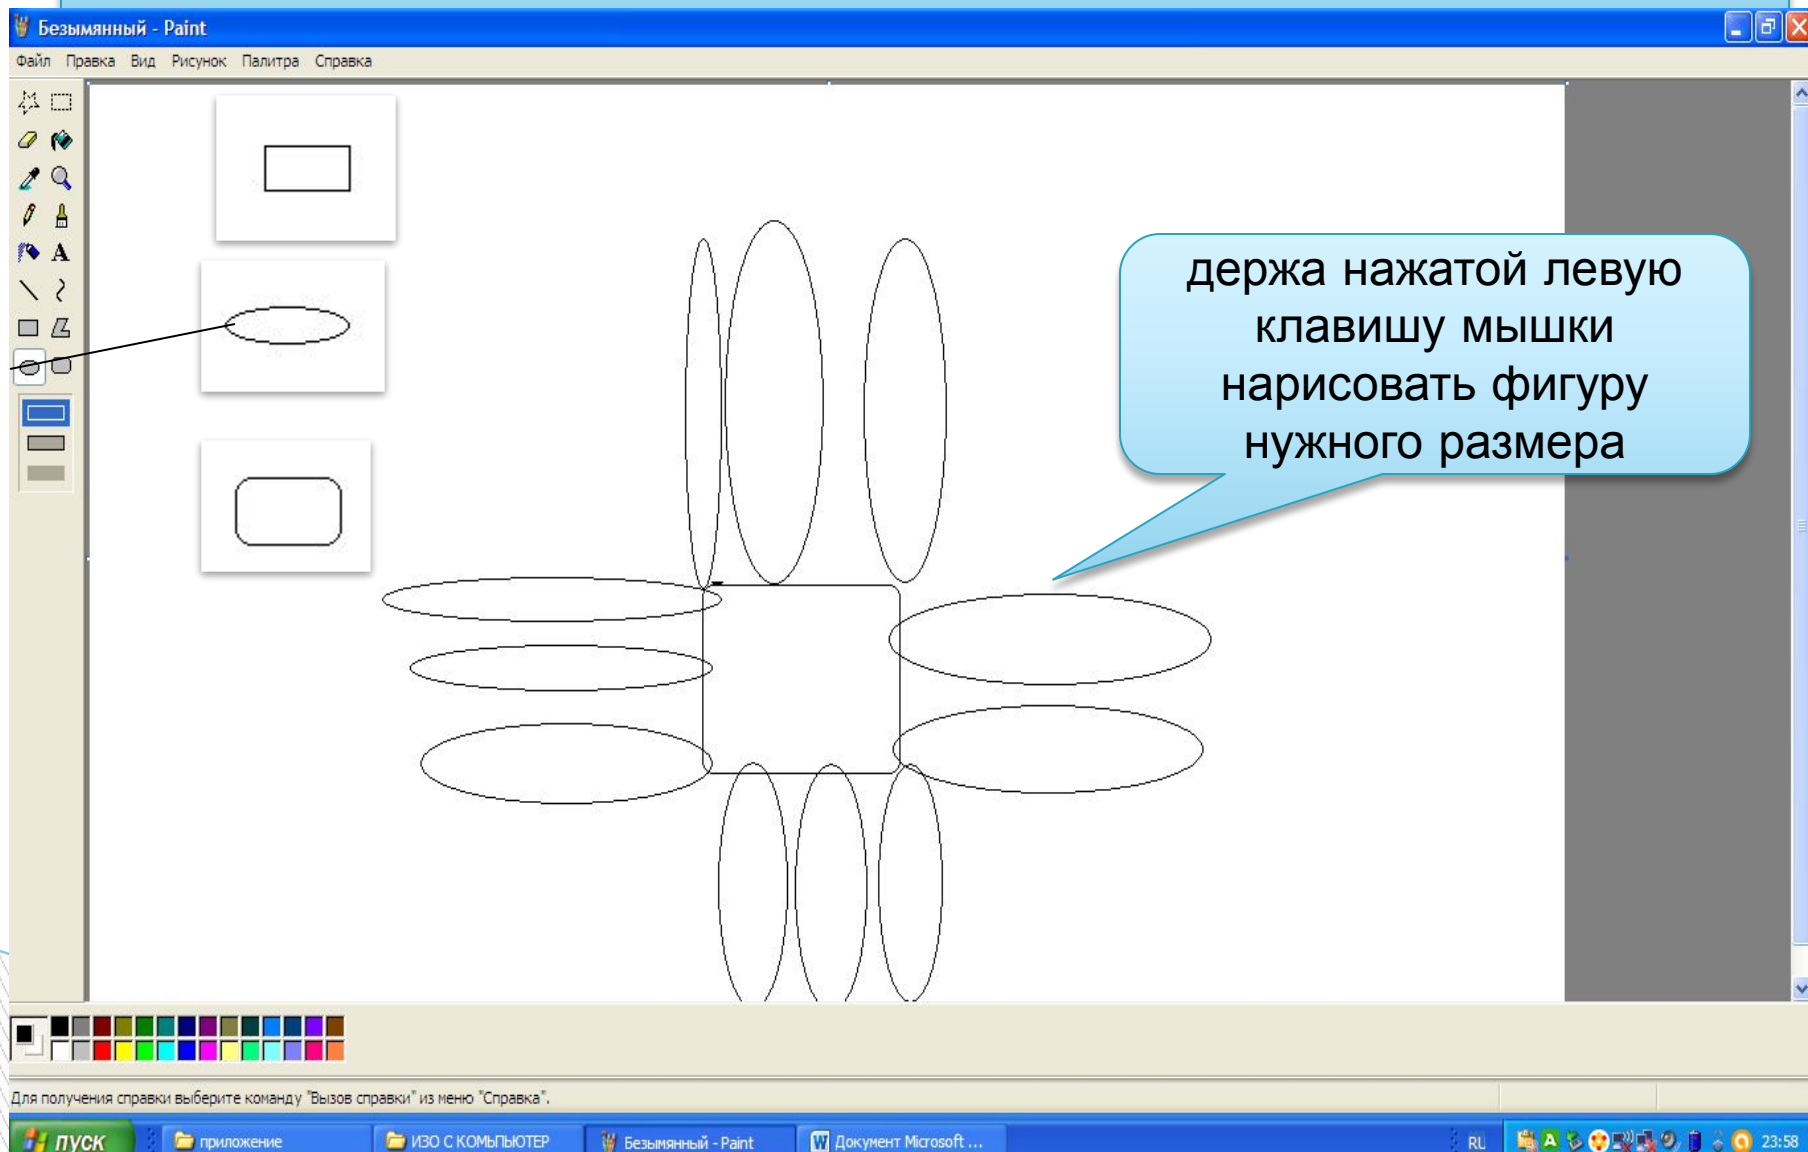 Безымянный - Paint
Файл Правка Вид Рисунок Палитра Справка
A
держа нажатой левую
клавишу мышки
нарисовать фигуру
нужного размера
Для получения справки выберите команду "Вызов справки" из меню "Справка".
пуск
приложение
ИЗО С КОМЬПЬЮТЕР
Безымянный - Paint
Документ Microsoft ...
RU
A
23:58